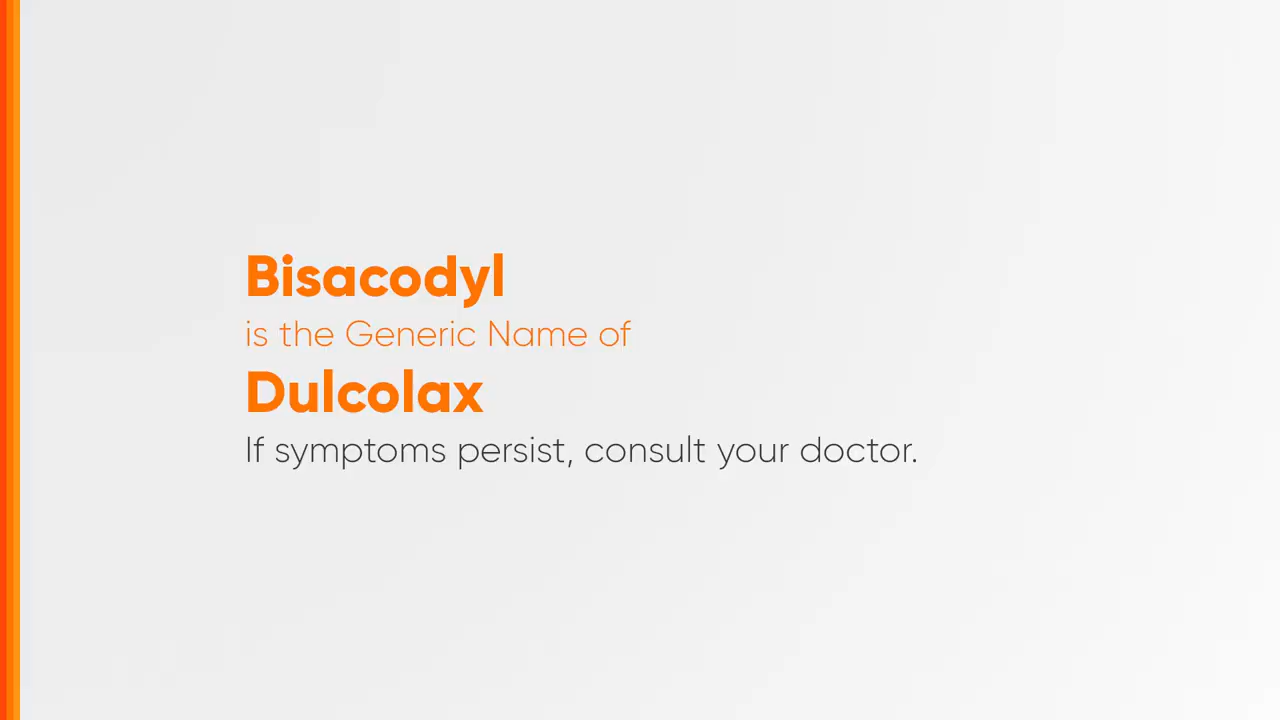 Bisacodyl
is the Generic Name of
Dulcolax
If symptoms persist, consult your doctor.